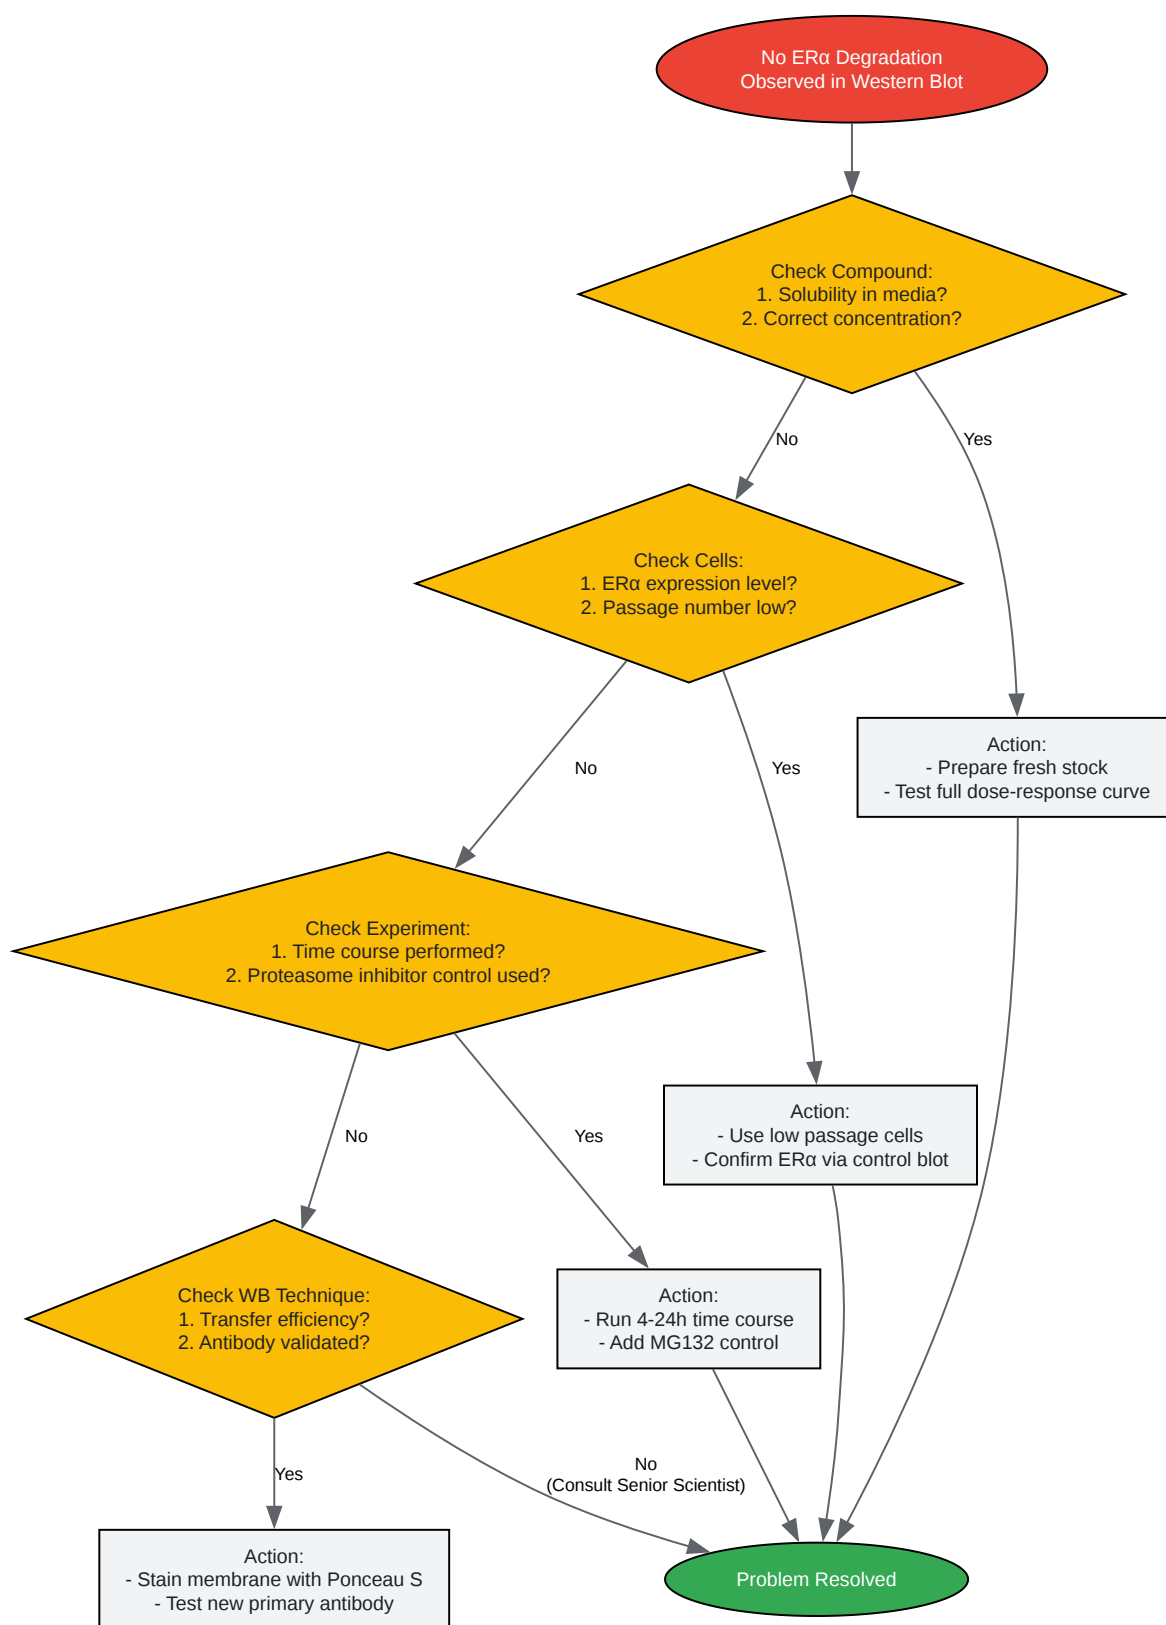 No ERα Degradation
Observed in Western Blot
Check Compound:
1. Solubility in media?
2. Correct concentration?
No
Yes
Check Cells:
1. ERα expression level?
2. Passage number low?
No
Yes
Action:
- Prepare fresh stock
- Test full dose-response curve
Check Experiment:
1. Time course performed?
2. Proteasome inhibitor control used?
No
Yes
Action:
- Use low passage cells
- Confirm ERα via control blot
Check WB Technique:
1. Transfer efficiency?
2. Antibody validated?
Action:
- Run 4-24h time course
- Add MG132 control
Yes
No
(Consult Senior Scientist)
Action:
- Stain membrane with Ponceau S
- Test new primary antibody
Problem Resolved